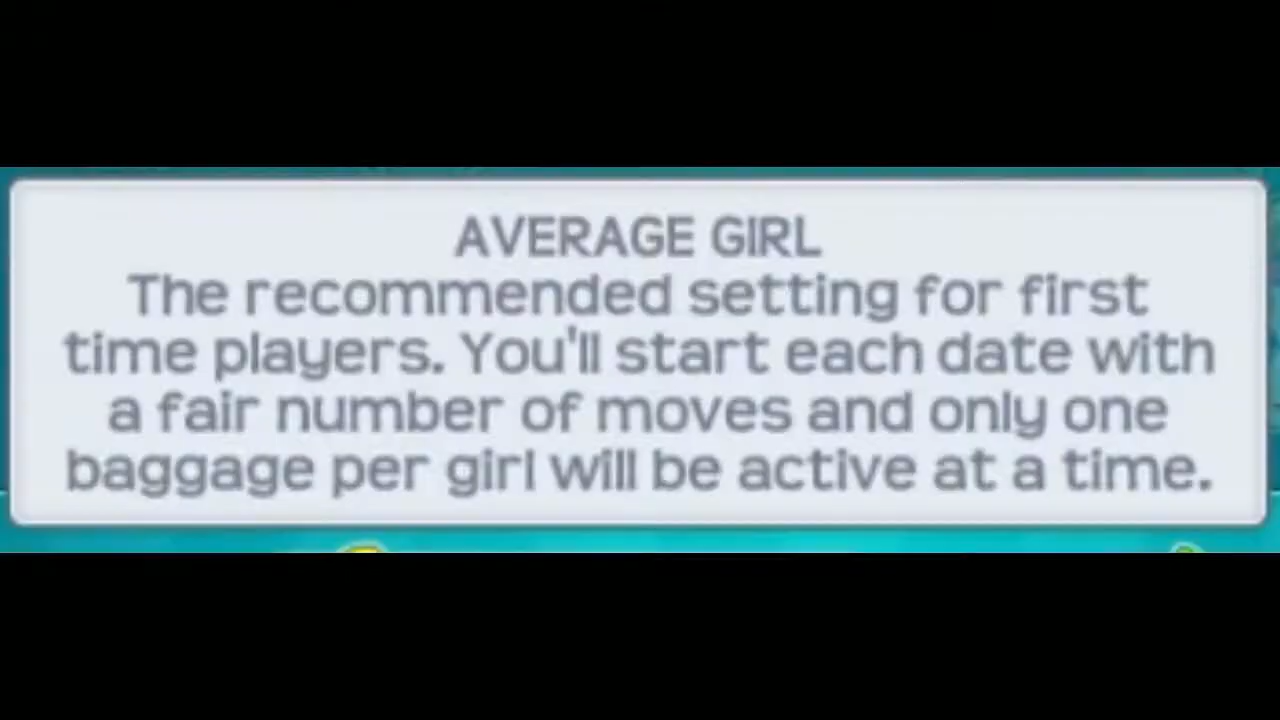 AVERAGE GIRL
The recommended setting for first
time players. You'll start each date with
a fair number of moves and only one
baggage per girl will be active at a time.